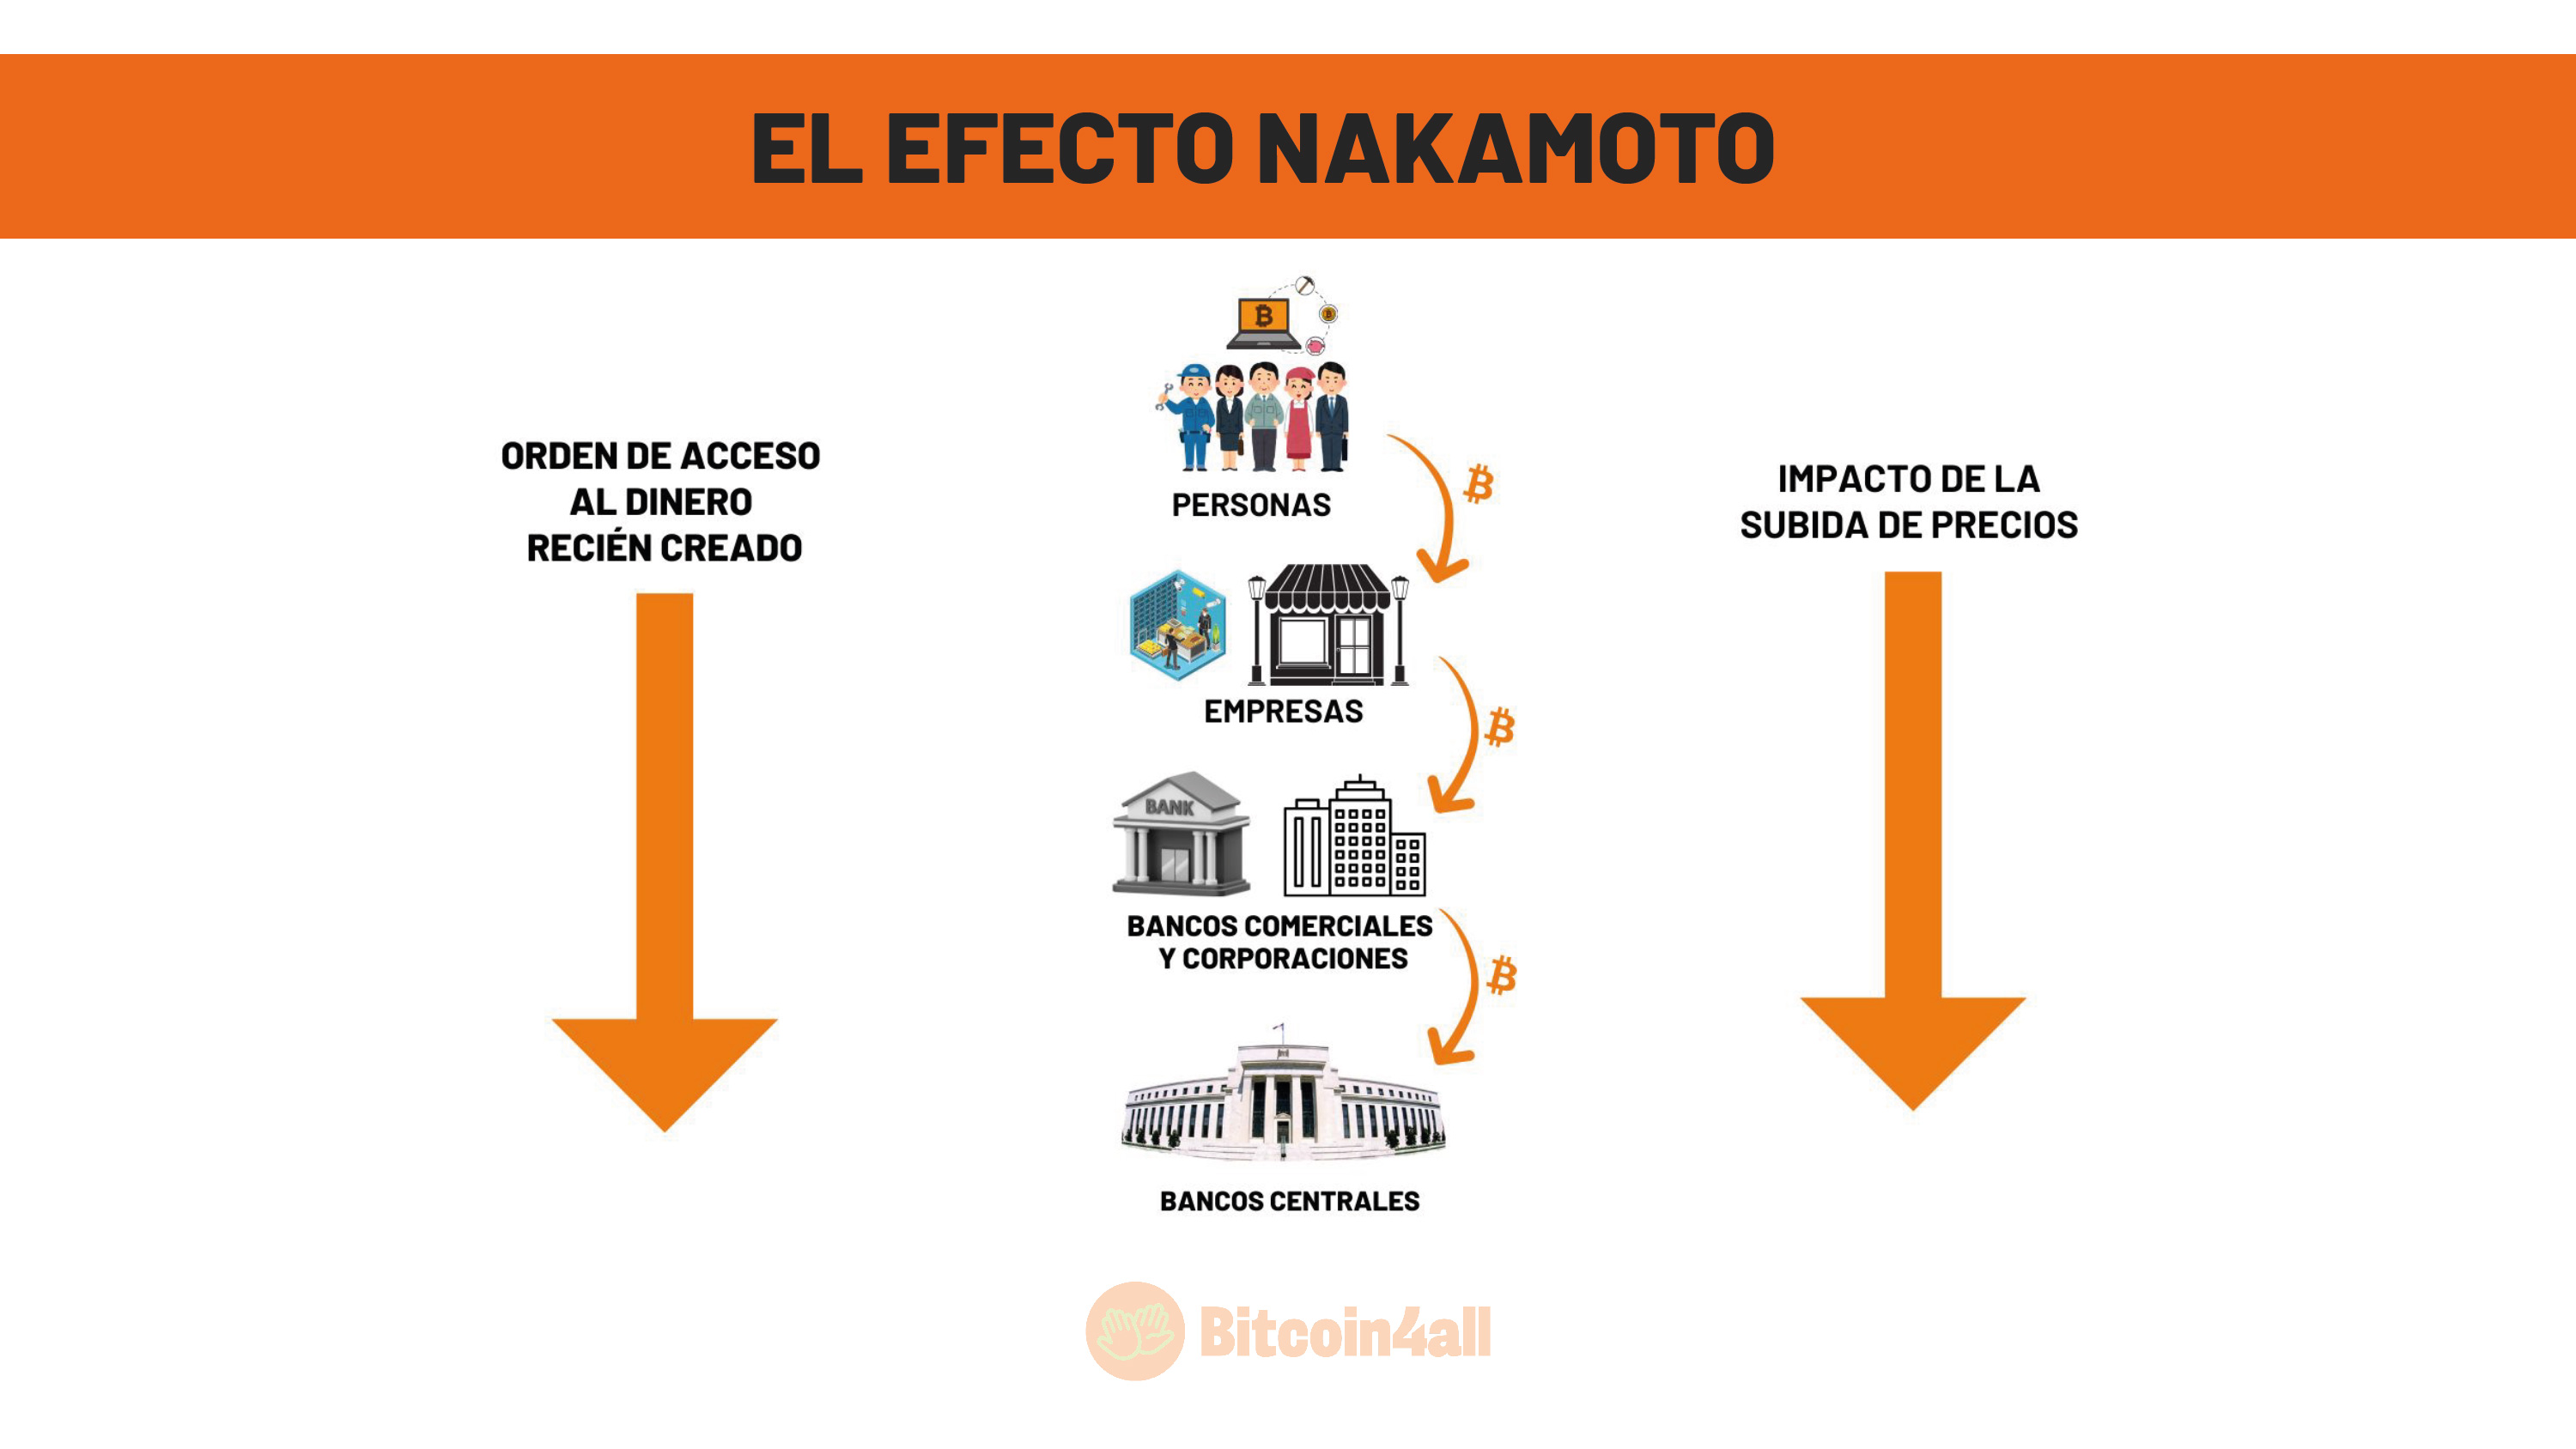 EL EFECTO NAKAMOTO
ORDEN DE ACCESO
AL DINERO
RECIÉN CREADO
PERSONAS
EMPRESAS
BANK
BANCOS COMERCIALES
Y CORPORACIONES
BANCOS CENTRALES
IMPACTO DE LA
SUBIDA DE PRECIOS
Bitcoin4all